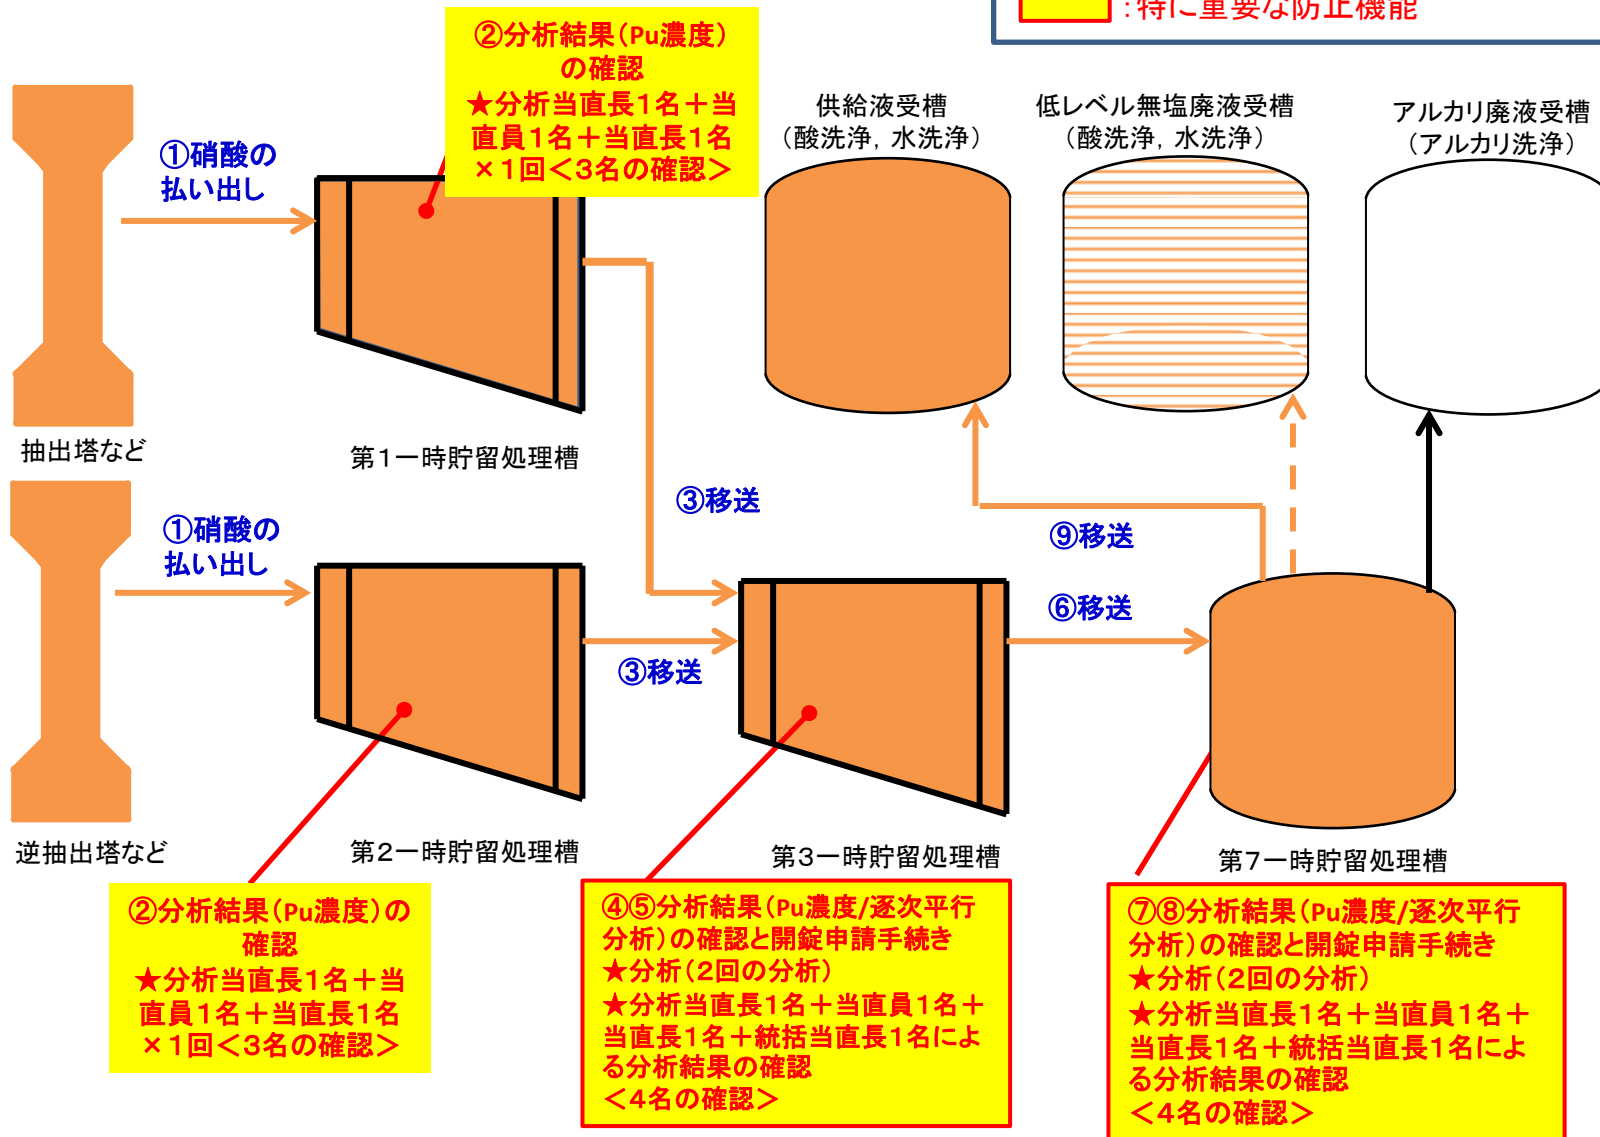 :特に重要な防止機能
②分析結果(Pu濃度)
の確認
★分析当直長1名+当
直員1名+当直長1名
×1回<3名の確認>
供給液受槽
(酸洗浄, 水洗浄)
低レベル無塩廃液受槽
(酸洗浄, 水洗浄)
アルカリ廃液受槽
(アルカリ洗浄)
①硝酸の
払い出し
抽出塔など
第1一時貯留処理槽
③移送
①硝酸の
払い出し
⑨移送
⑥移送
③移送
逆抽出塔など
第2一時貯留処理槽
第3一時貯留処理槽
第7一時貯留処理槽
②分析結果(Pu濃度)の
確認
★分析当直長1名+当
直員1名+当直長1名
×1回<3名の確認>
④⑤分析結果(Pu濃度/逐次平行
分析)の確認と開錠申請手続き
★分析(2回の分析)
★分析当直長1名+当直員1名+
当直長1名+統括当直長1名によ
る分析結果の確認
<4名の確認>
⑦⑧分析結果(Pu濃度/逐次平行
分析)の確認と開錠申請手続き
★分析(2回の分析)
★分析当直長1名+当直員1名+
当直長1名+統括当直長1名によ
る分析結果の確認
<4名の確認>